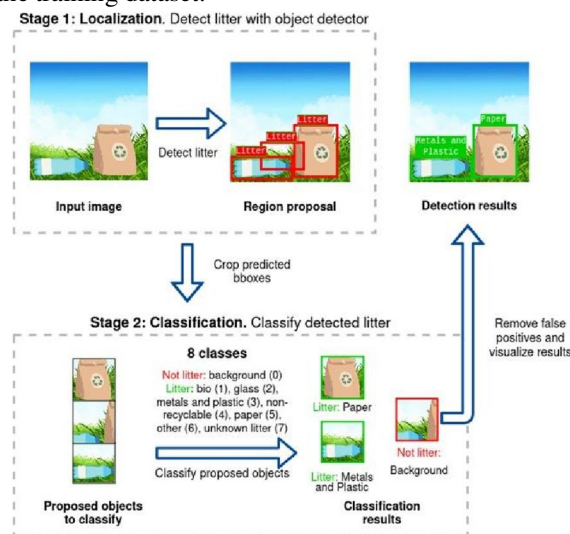 the training dataset.
Stage 1: Localization. Detect litter with object detector
Litter
Litter
Litter
Detect litter
Input image
Region proposal
Paper
Metals and
Plastic
Detection results
Crop predicted
bboxes
Remove false
positives and
visualize results
Stage 2: Classification. Classify detected litter
8 classes
Not litter: background (0)
Litter: bio (1), glass (2),
metals and plastic (3), non-
recyclable (4), paper (5),
other (6), unknown litter (7)
Classify proposed objects
Litter: Paper
Litter: Metals
and Plastic
Not litter:
Background
Proposed objects
to classify
Classification
results